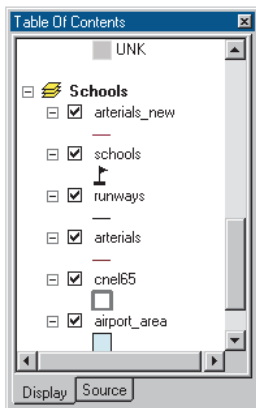 Table Of Contents
UNK
Schools
arterials_new
schools
runways
arterials
cnel65
airport_area
Display Source